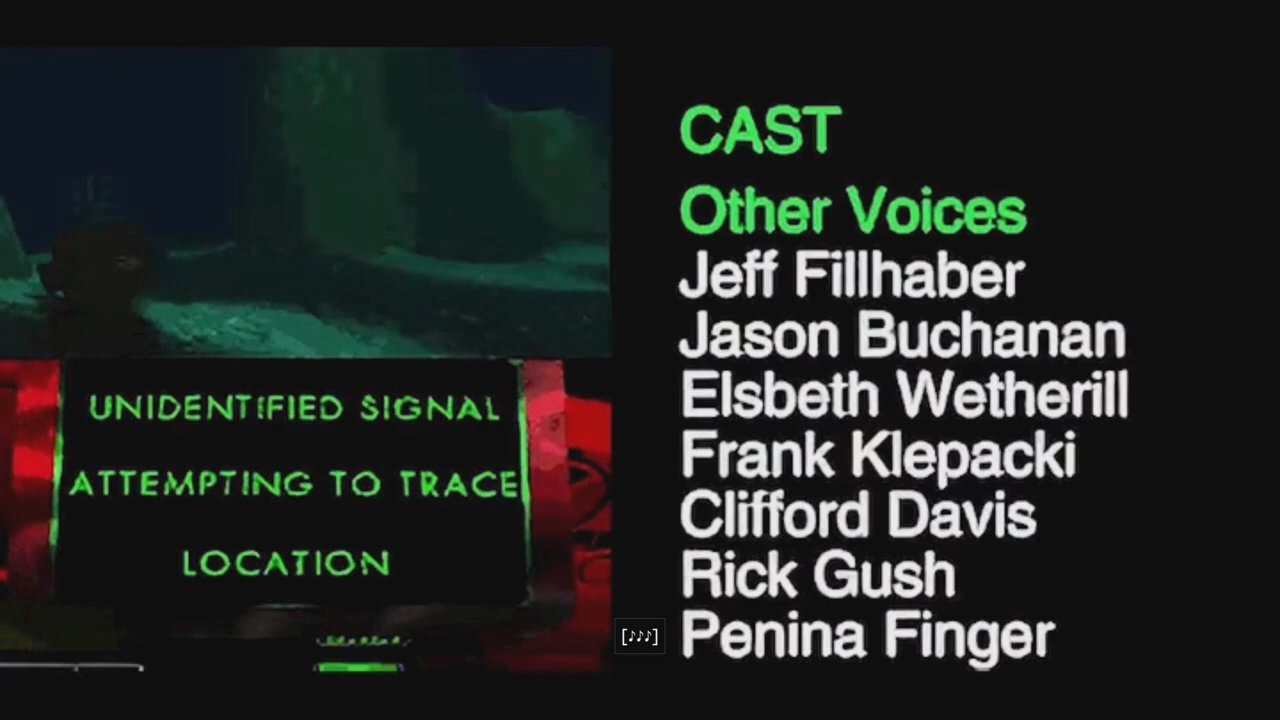 UNIDENTIFIED SIGNAL
ATTEMPTING TO TRACE
LOCATION
CAST
Other Voices
Jeff Fillhaber
Jason Buchanan
Elsbeth Wetherill
Frank Klepacki
Clifford Davis
Rick Gush
Penina Finger
[♪♪♪]